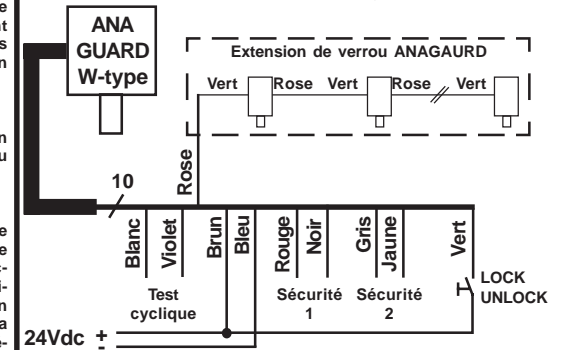 ANA
GUARD
W-type
Extension de verrou ANAGAURD
Vert Rose Vert Rose Vert
Rose
10
Blanc
Violet
Brun
Bleu
Rouge
Noir
Gris
Jaune
Vert
Test
cyclique
Sécurité
1
Sécurité
2
LOCK
UNLOCK
24Vdc +
-